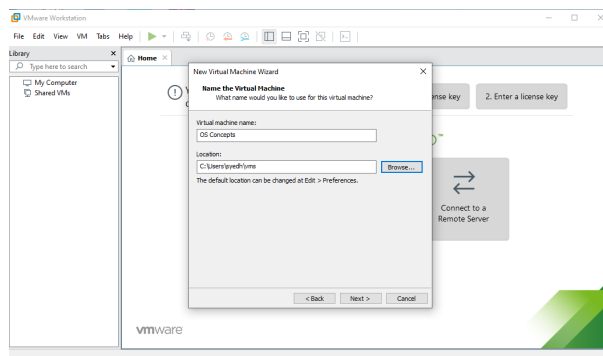 VMware Workstation
File Edit View VM Tabs Help
Library
Type here to search
My Computer
Shared VMs
Home
New Virtual Machine Wizard
Name the Virtual Machine
What name would you like to use for this virtual machine?
Virtual machine name:
OS Concepts
Location:
C:\Users\syedh\vms
Browse...
The default location can be changed at Edit > Preferences.
< Back Next > Cancel
ense key
2. Enter a license key
Connect to a
Remote Server
vmware